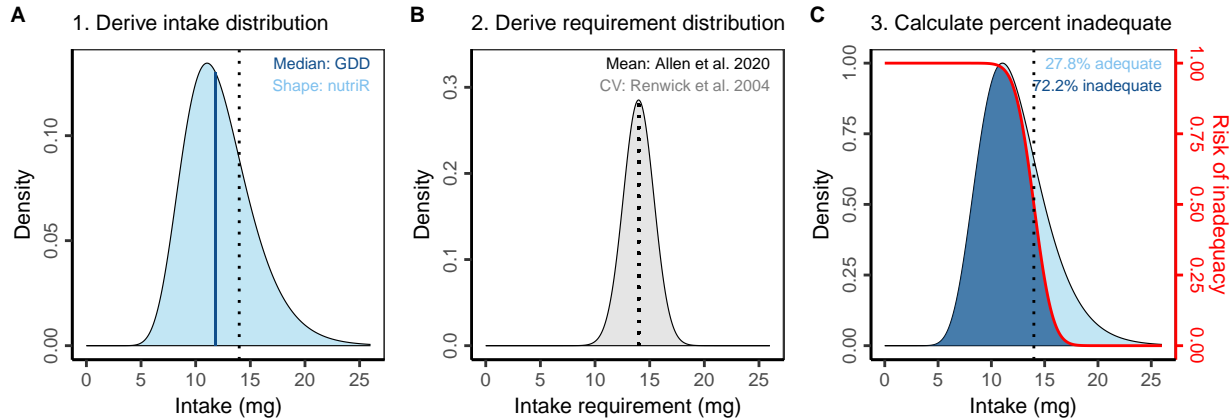 A
1. Derive intake distribution
Median: GDD
Shape: nutriR
Density
0.00
0.05
0.10
0 5 10 15 20 25
Intake (mg)
B
2. Derive requirement distribution
Mean: Allen et al. 2020
CV: Renwick et al. 2004
Density
0.0
0.1
0.2
0.3
0 5 10 15 20 25
Intake requirement (mg)
C
3. Calculate percent inadequate
27.8% adequate
72.2% inadequate
Density
0.00
0.25
0.50
0.75
1.00
0 5 10 15 20 25
Intake (mg)
Risk of inadequacy
0.00
0.25
0.50
0.75
1.00